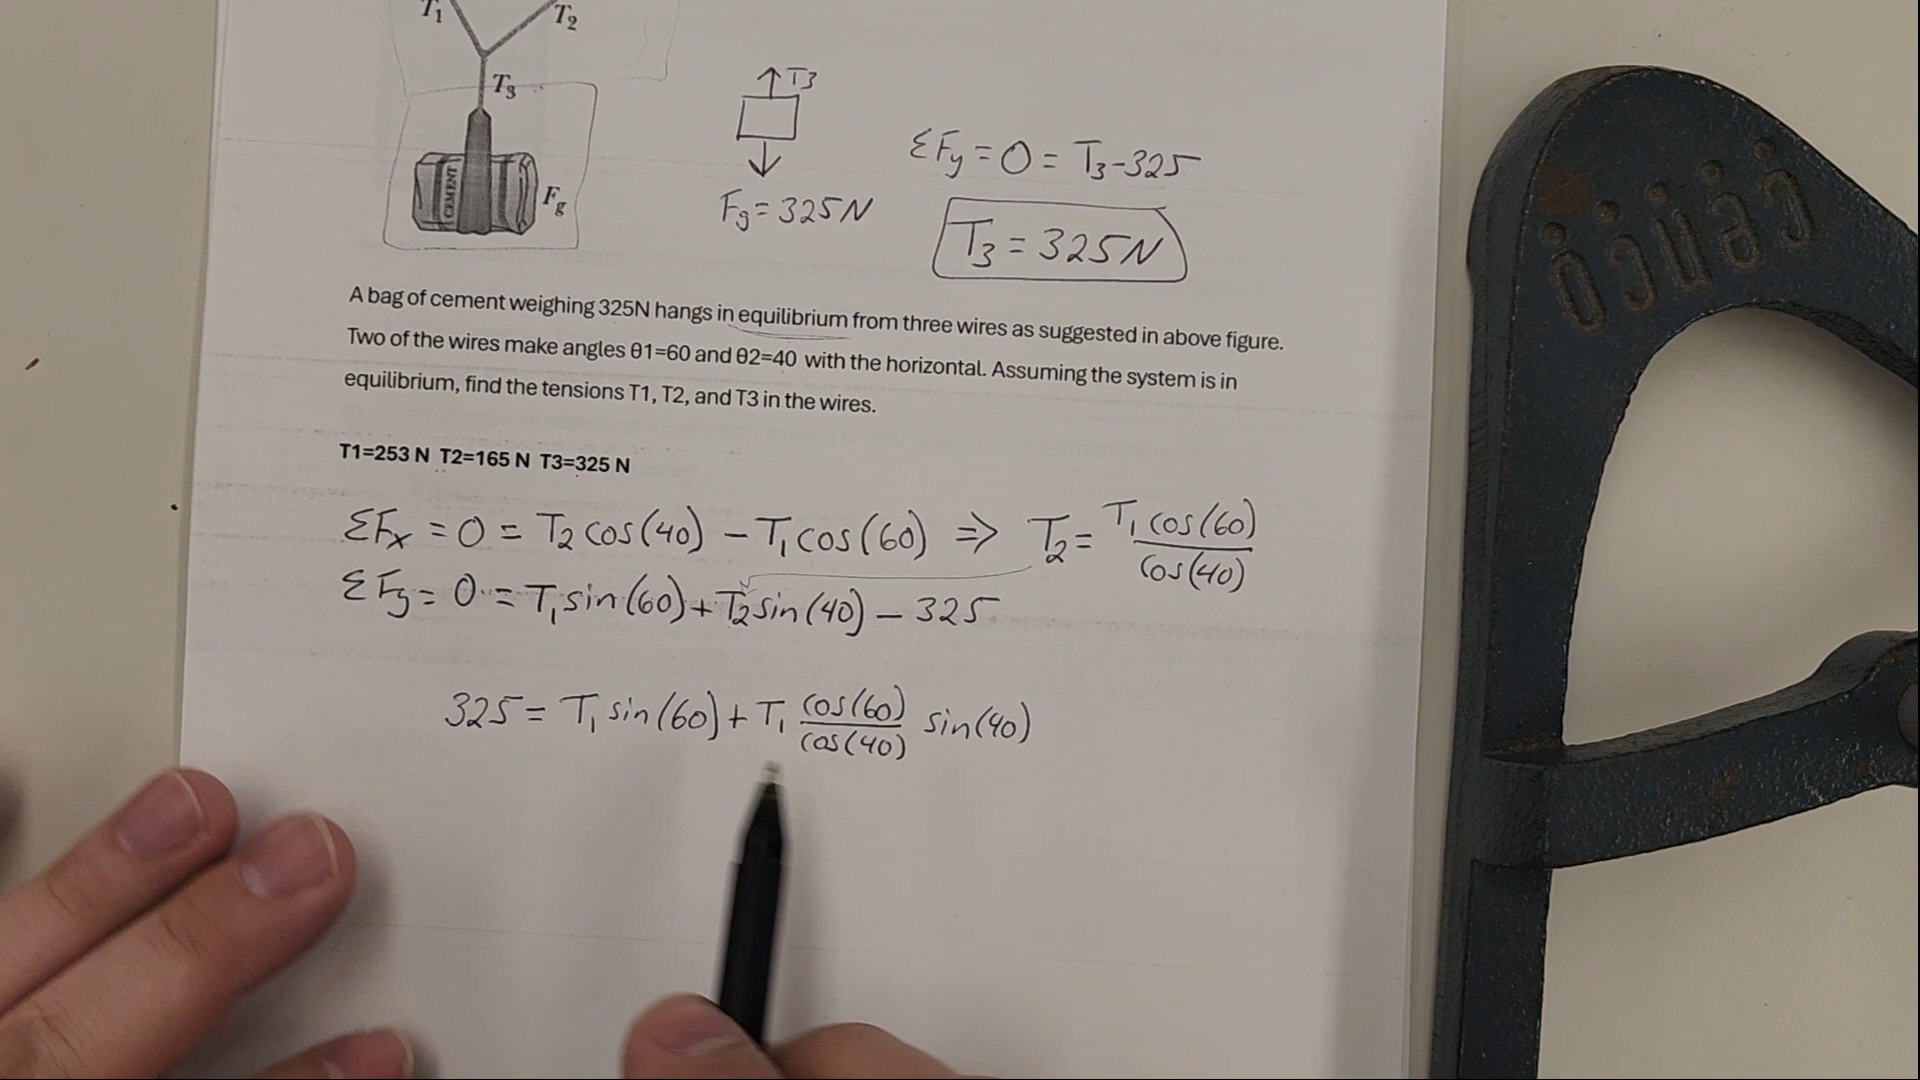 T1
T2
T3
CEMENT
Fg
T3
Fg = 325N
ΣFy = 0 = T3 - 325
T3 = 325N
A bag of cement weighing 325N hangs in equilibrium from three wires as suggested in above figure.
Two of the wires make angles θ1=60 and θ2=40 with the horizontal. Assuming the system is in
equilibrium, find the tensions T1, T2, and T3 in the wires.
T1=253 N T2=165 N T3=325 N
ΣFx = 0 = T2 cos(40) - T1 cos(60) => T2 = T1 cos(60) / cos(40)
ΣFy = 0 = T1 sin(60) + T2 sin(40) - 325
325 = T1 sin(60) + T1 cos(60) / cos(40) sin(40)